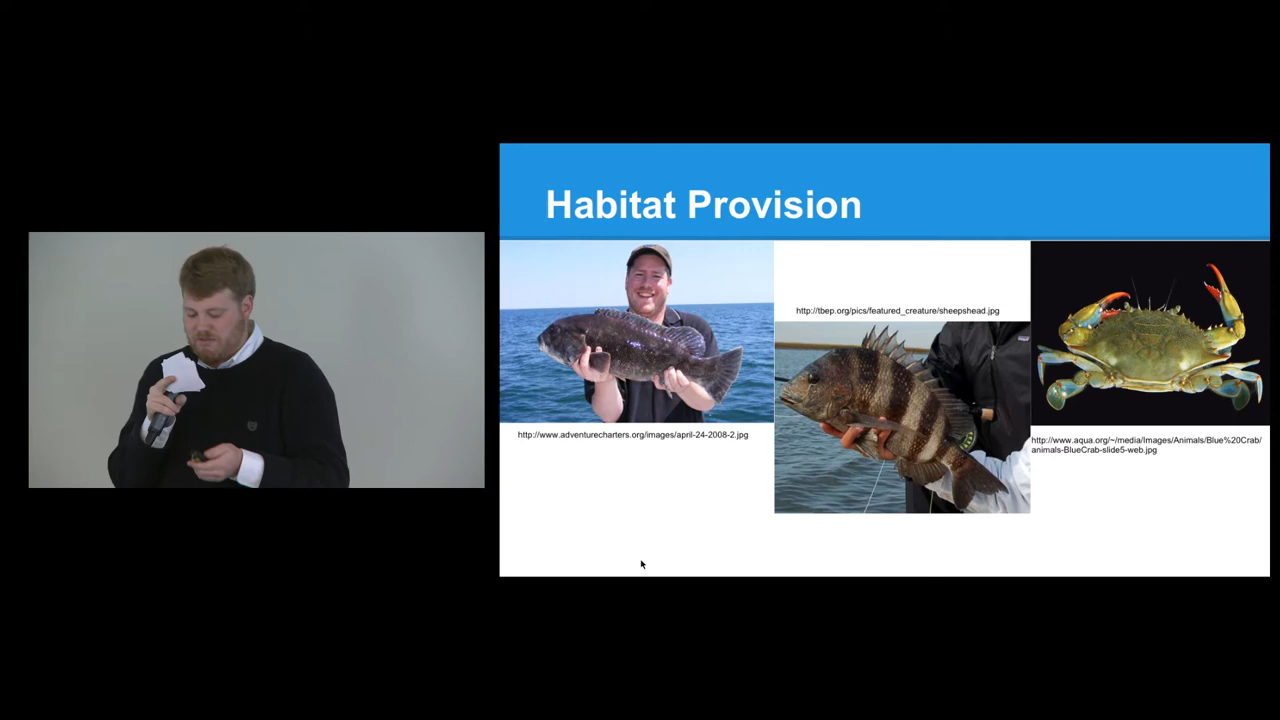 Habitat Provision
http://tbep.org/pics/featured_creature/sheepshead.jpg
http://www.adventurecharters.org/images/april-24-2008-2.jpg
http://www.aqua.org/~/media/Images/Animals/Blue%20Crab/
animals-BlueCrab-slide5-web.jpg